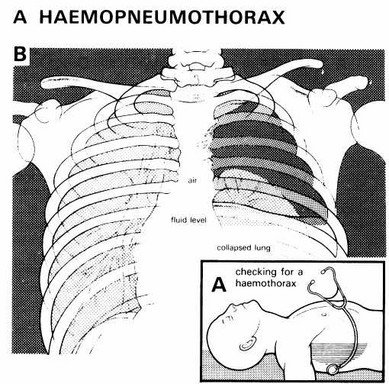 A HAEMOPNEUMOTHORAX
B
air
fluid level
collapsed lung
A
checking for a
haemothorax